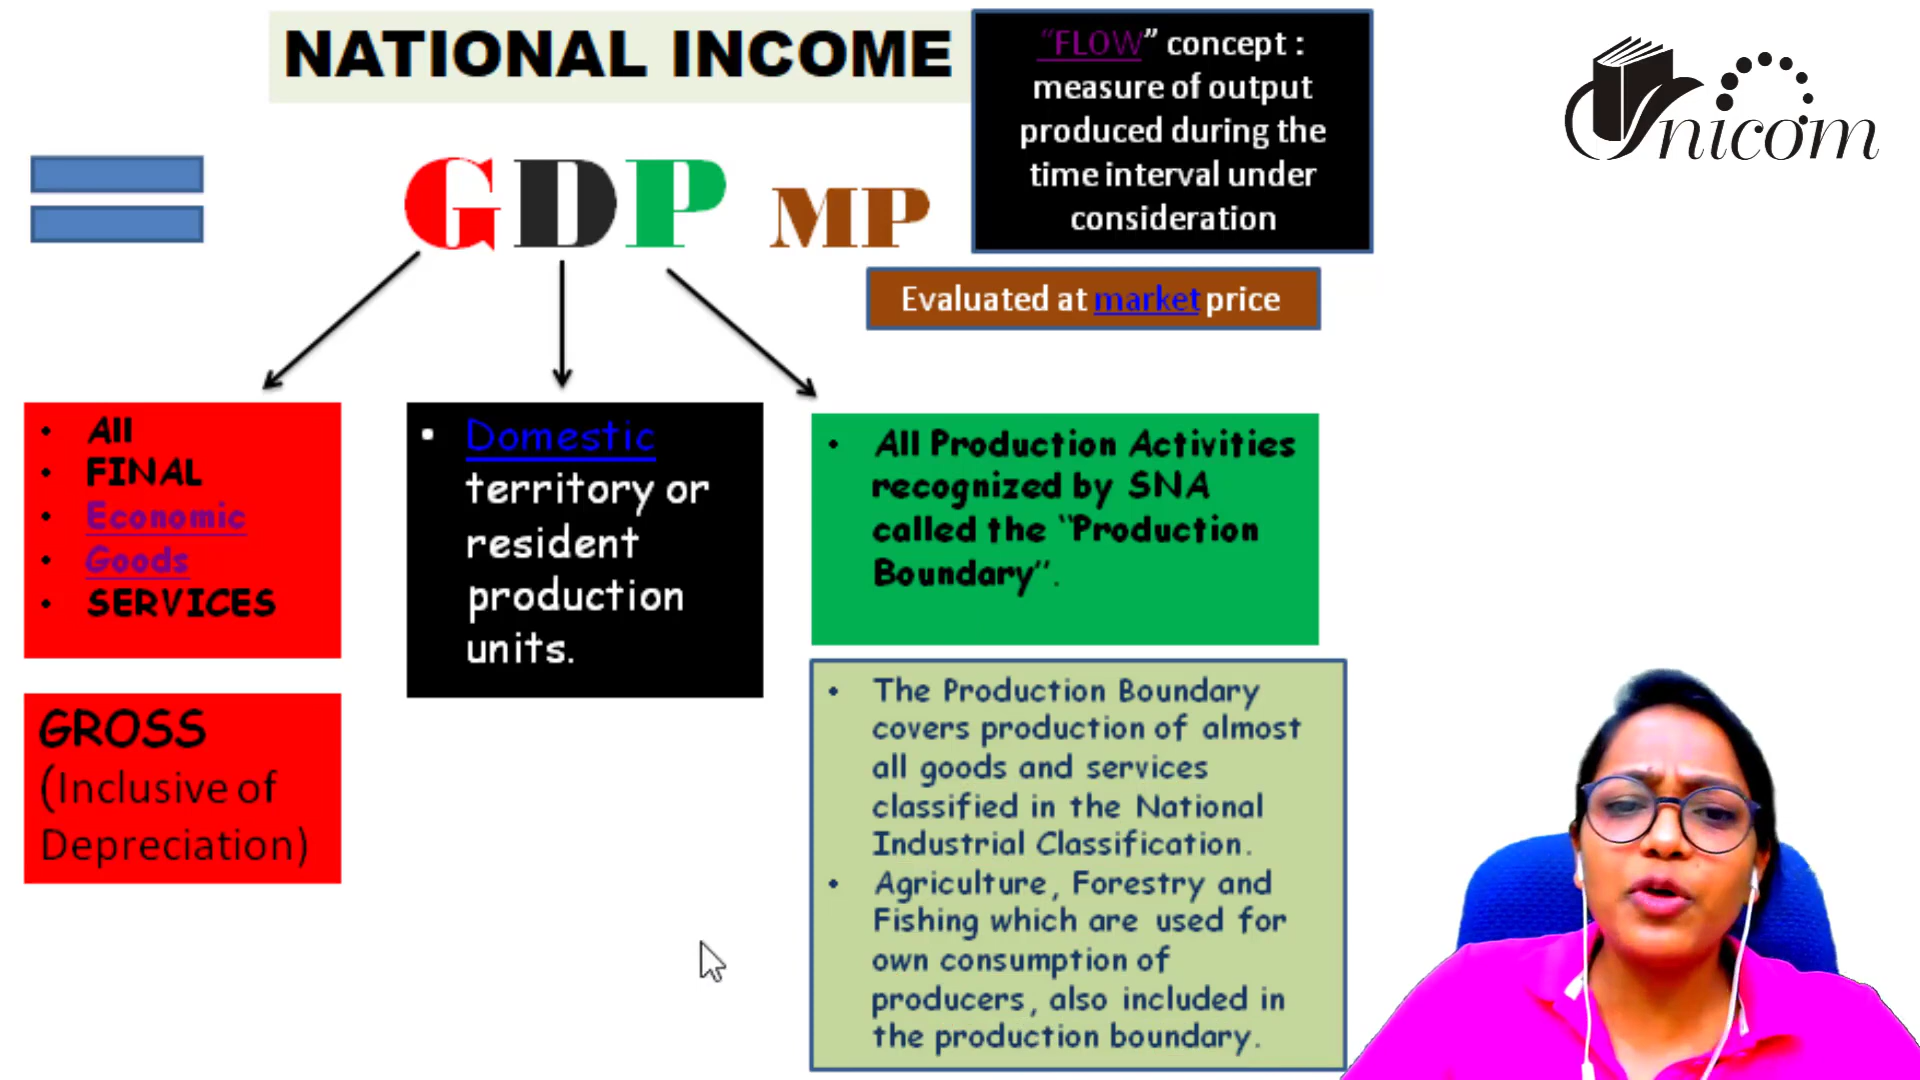 NATIONAL INCOME
"FLOW" concept :
measure of output
produced during the
time interval under
consideration
Unicom
GDP MP
Evaluated at market price
• All
• FINAL
• Economic
• Goods
• SERVICES
GROSS
(Inclusive of
Depreciation)
• Domestic
territory or
resident
production
units.
• All Production Activities
recognized by SNA
called the "Production
Boundary".
• The Production Boundary
covers production of almost
all goods and services
classified in the National
Industrial Classification.
• Agriculture, Forestry and
Fishing which are used for
own consumption of
producers, also included in
the production boundary.